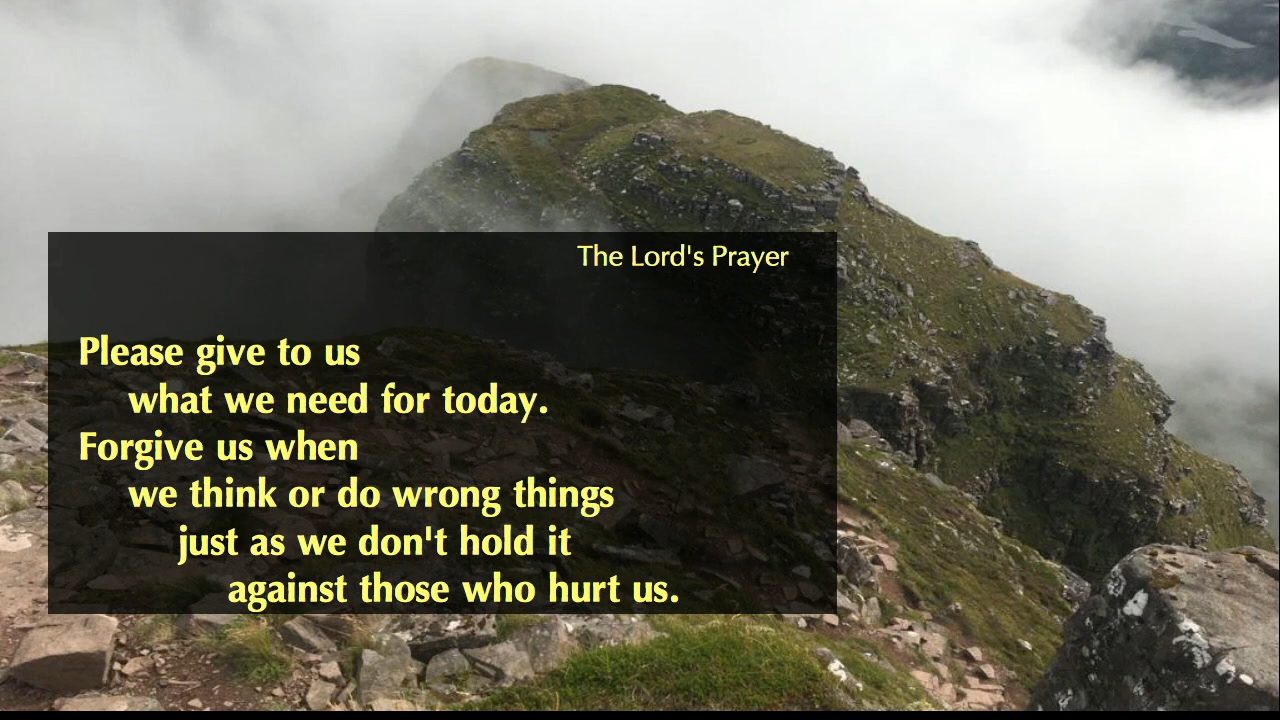 The Lord's Prayer
Please give to us
what we need for today.
Forgive us when
we think or do wrong things
just as we don't hold it
against those who hurt us.